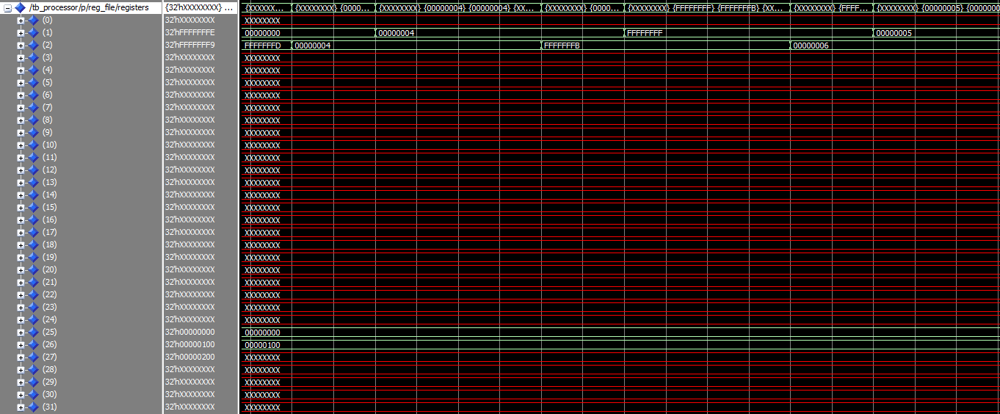 /tb_processor/p/reg_file/registers {32'hXXXXXXXX} ... {XXXXXX... {XXXXXXXX} {0000... {XXXXXXXX} {00000004} {00000004} {XX... {XXXXXXXX} {0000... {XXXXXXXX} {FFFFFFFF} {FFFFFFFB} {XX... {XXXXXXXX} {FFFF... {XXXXXXXX} {00000005} {0000000
(0) 32'hXXXXXXXX XXXXXXXX
(1) 32'hFFFFFFFE 00000000 00000004 FFFFFFFF 00000005
(2) 32'hFFFFFFF9 FFFFFFFD 00000004 FFFFFFFB 00000006
(3) 32'hXXXXXXXX XXXXXXXX
(4) 32'hXXXXXXXX XXXXXXXX
(5) 32'hXXXXXXXX XXXXXXXX
(6) 32'hXXXXXXXX XXXXXXXX
(7) 32'hXXXXXXXX XXXXXXXX
(8) 32'hXXXXXXXX XXXXXXXX
(9) 32'hXXXXXXXX XXXXXXXX
(10) 32'hXXXXXXXX XXXXXXXX
(11) 32'hXXXXXXXX XXXXXXXX
(12) 32'hXXXXXXXX XXXXXXXX
(13) 32'hXXXXXXXX XXXXXXXX
(14) 32'hXXXXXXXX XXXXXXXX
(15) 32'hXXXXXXXX XXXXXXXX
(16) 32'hXXXXXXXX XXXXXXXX
(17) 32'hXXXXXXXX XXXXXXXX
(18) 32'hXXXXXXXX XXXXXXXX
(19) 32'hXXXXXXXX XXXXXXXX
(20) 32'hXXXXXXXX XXXXXXXX
(21) 32'hXXXXXXXX XXXXXXXX
(22) 32'hXXXXXXXX XXXXXXXX
(23) 32'hXXXXXXXX XXXXXXXX
(24) 32'hXXXXXXXX XXXXXXXX
(25) 32'h00000000 00000000
(26) 32'h00000100 00000100
(27) 32'h00000200 XXXXXXXX
(28) 32'hXXXXXXXX XXXXXXXX
(29) 32'hXXXXXXXX XXXXXXXX
(30) 32'hXXXXXXXX XXXXXXXX
(31) 32'hXXXXXXXX XXXXXXXX